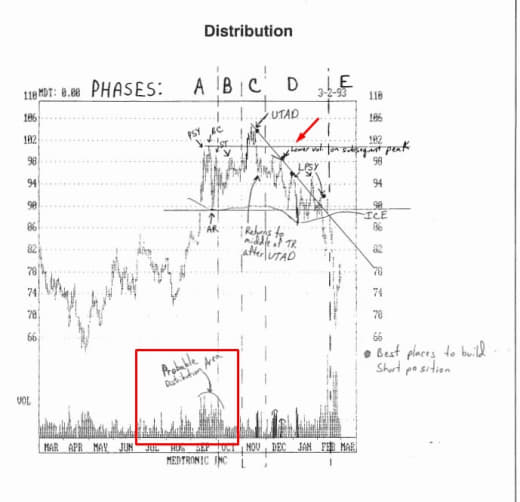 Distribution
MDT: 0.00 PHASES: A B C D E
3-2-93
110 110
106 UTAD 106
102 PSY BC 102
98 ST Lower vol on subsequent peak 98
94 LPSY 94
90 90
ICE
86 AR Returns to 86
82 middle of TR 82
78 after UTAD 78
74 74
70 70
66 66
Best places to build
Short position
Probable
Distribution Area
VOL
MAR APR MAY JUN JUL AUG SEP OCT NOV DEC JAN FEB MAR
MEDTRONIC INC